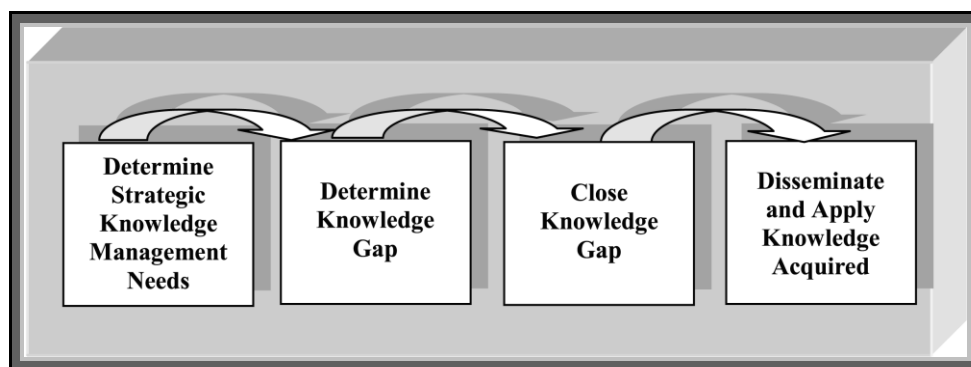 Determine
Strategic
Knowledge
Management
Needs
Determine
Knowledge
Gap
Close
Knowledge
Gap
Disseminate
and Apply
Knowledge
Acquired